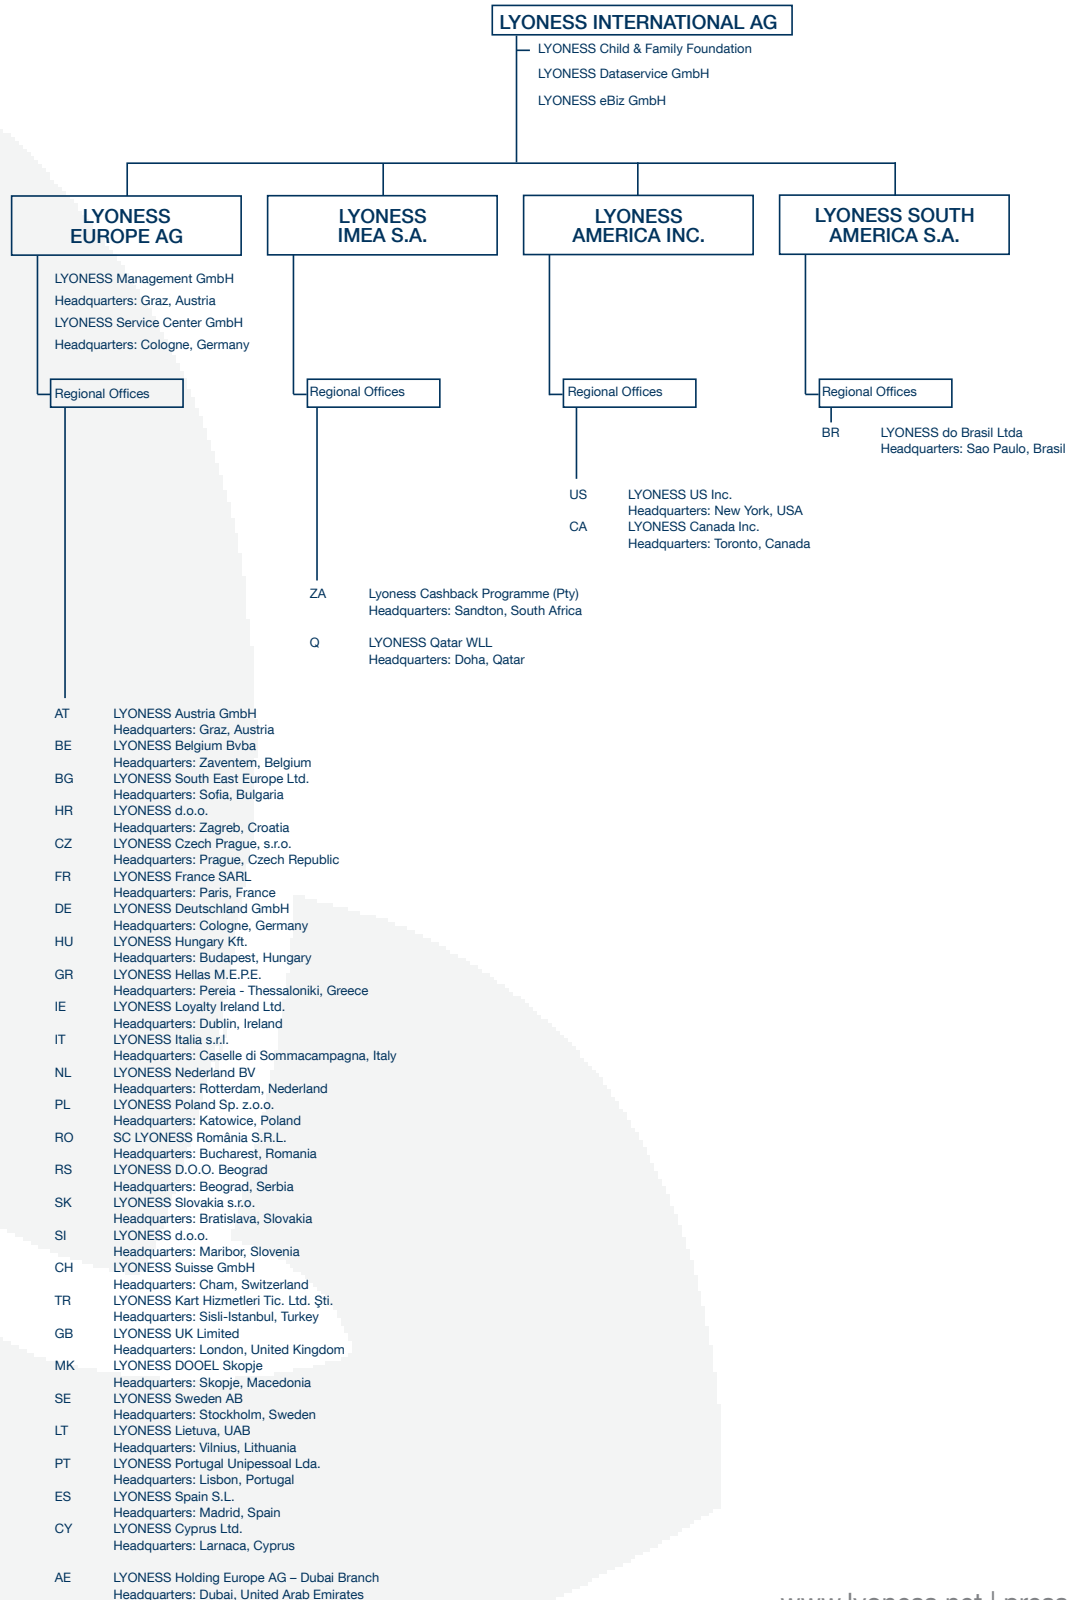 LYONESS INTERNATIONAL AG
LYONESS Child & Family Foundation
LYONESS Dataservice GmbH
LYONESS eBiz GmbH
LYONESS
EUROPE AG
LYONESS
IMEA S.A.
LYONESS
AMERICA INC.
LYONESS SOUTH
AMERICA S.A.
LYONESS Management GmbH
Headquarters: Graz, Austria
LYONESS Service Center GmbH
Headquarters: Cologne, Germany
Regional Offices
Regional Offices
Regional Offices
Regional Offices
BR LYONESS do Brasil Ltda
Headquarters: Sao Paulo, Brasil
US LYONESS US Inc.
Headquarters: New York, USA
CA LYONESS Canada Inc.
Headquarters: Toronto, Canada
ZA Lyoness Cashback Programme (Pty)
Headquarters: Sandton, South Africa
Q LYONESS Qatar WLL
Headquarters: Doha, Qatar
AT LYONESS Austria GmbH
Headquarters: Graz, Austria
BE LYONESS Belgium Bvba
Headquarters: Zaventem, Belgium
BG LYONESS South East Europe Ltd.
Headquarters: Sofia, Bulgaria
HR LYONESS d.o.o.
Headquarters: Zagreb, Croatia
CZ LYONESS Czech Prague, s.r.o.
Headquarters: Prague, Czech Republic
FR LYONESS France SARL
Headquarters: Paris, France
DE LYONESS Deutschland GmbH
Headquarters: Cologne, Germany
HU LYONESS Hungary Kft.
Headquarters: Budapest, Hungary
GR LYONESS Hellas M.E.P.E.
Headquarters: Pereia - Thessaloniki, Greece
IE LYONESS Loyalty Ireland Ltd.
Headquarters: Dublin, Ireland
IT LYONESS Italia s.r.l.
Headquarters: Caselle di Sommacampagna, Italy
NL LYONESS Nederland BV
Headquarters: Rotterdam, Nederland
PL LYONESS Poland Sp. z.o.o.
Headquarters: Katowice, Poland
RO SC LYONESS România S.R.L.
Headquarters: Bucharest, Romania
RS LYONESS D.O.O. Beograd
Headquarters: Beograd, Serbia
SK LYONESS Slovakia s.r.o.
Headquarters: Bratislava, Slovakia
SI LYONESS d.o.o.
Headquarters: Maribor, Slovenia
CH LYONESS Suisse GmbH
Headquarters: Cham, Switzerland
TR LYONESS Kart Hizmetleri Tic. Ltd. Şti.
Headquarters: Sisli-Istanbul, Turkey
GB LYONESS UK Limited
Headquarters: London, United Kingdom
MK LYONESS DOOEL Skopje
Headquarters: Skopje, Macedonia
SE LYONESS Sweden AB
Headquarters: Stockholm, Sweden
LT LYONESS Lietuva, UAB
Headquarters: Vilnius, Lithuania
PT LYONESS Portugal Unipessoal Lda.
Headquarters: Lisbon, Portugal
ES LYONESS Spain S.L.
Headquarters: Madrid, Spain
CY LYONESS Cyprus Ltd.
Headquarters: Larnaca, Cyprus
AE LYONESS Holding Europe AG – Dubai Branch
Headquarters: Dubai, United Arab Emirates
www.lyoness.net | press